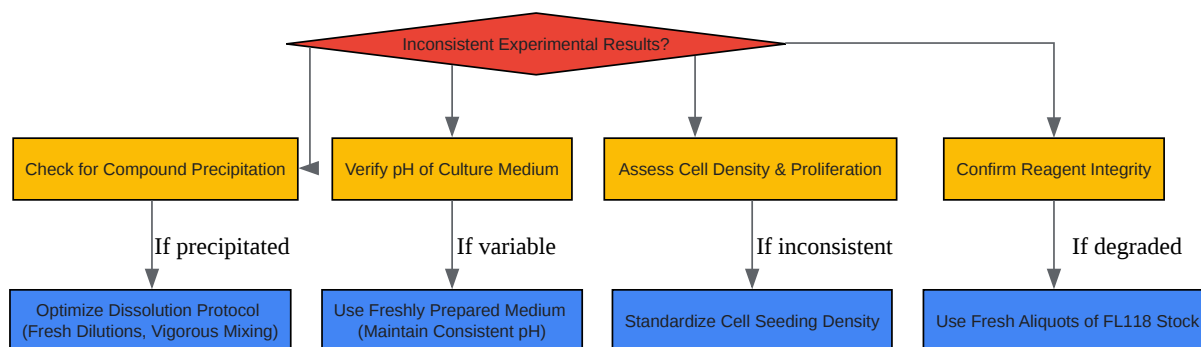 Inconsistent Experimental Results?
Check for Compound Precipitation
Verify pH of Culture Medium
Assess Cell Density & Proliferation
Confirm Reagent Integrity
If precipitated
If variable
If inconsistent
If degraded
Optimize Dissolution Protocol
(Fresh Dilutions, Vigorous Mixing)
Use Freshly Prepared Medium
(Maintain Consistent pH)
Standardize Cell Seeding Density
Use Fresh Aliquots of FL118 Stock